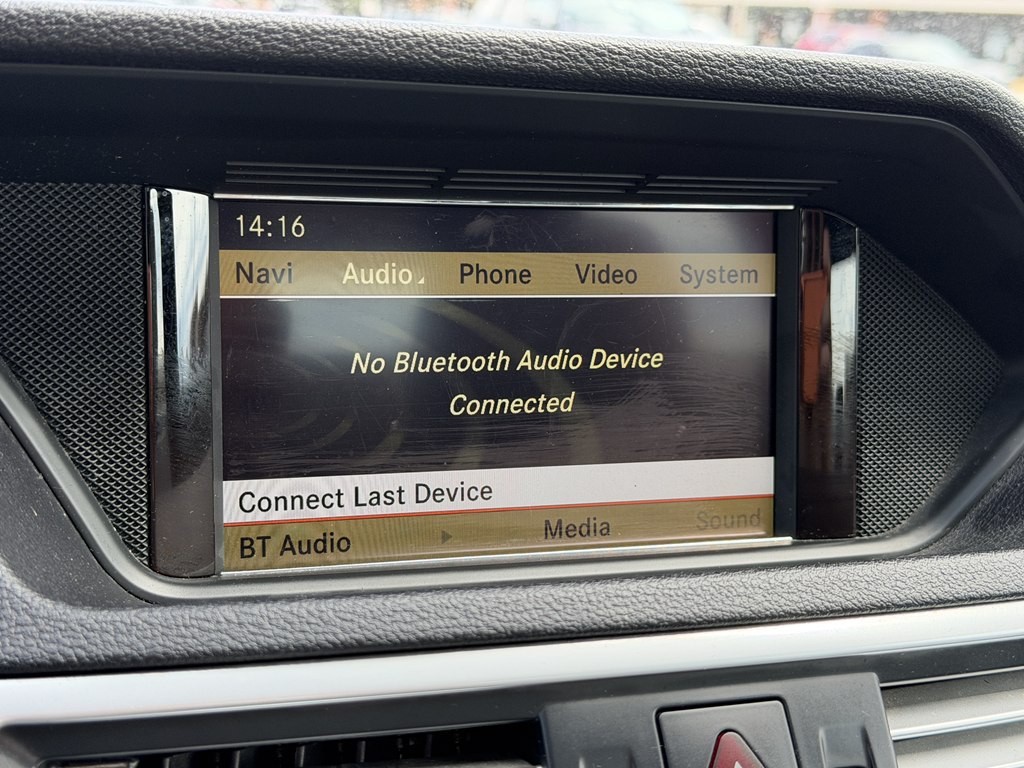 14:16
Navi Audio Phone Video System
No Bluetooth Audio Device
Connected
Connect Last Device
BT Audio Media Sound